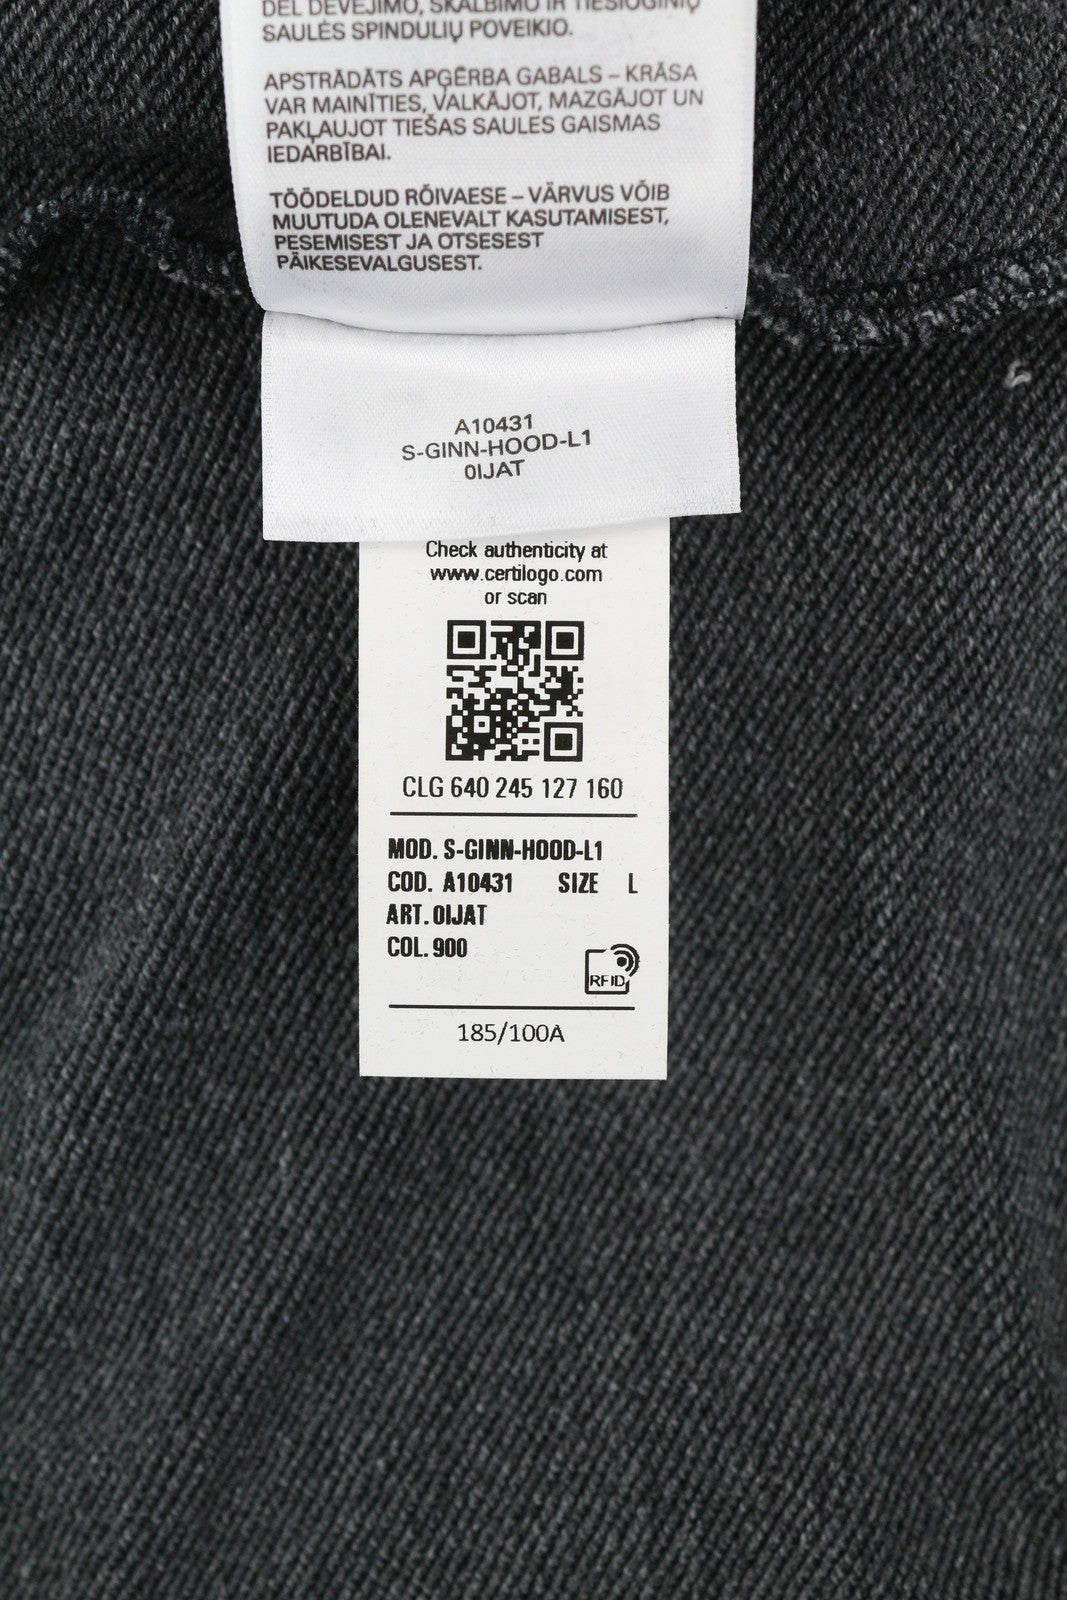 DĖL DĖVĖJIMO, SKALBIMO IR TIESIOGINIŲ
SAULĖS SPINDULIŲ POVEIKIO.
APSTRĀDĀTS APĢĒRBA GABALS – KRĀSA
VAR MAINĪTIES, VALKĀJOT, MAZGĀJOT UN
PAKĻAUJOT TIEŠAS SAULES GAISMAS
IEDARBĪBAI.
TÖÖDELDUD RÕIVAESE – VÄRVUS VÕIB
MUUTUDA OLENEVALT KASUTAMISEST,
PESEMISEST JA OTSESEST
PÄIKESEVALGUSEST.
A10431
S-GINN-HOOD-L1
0IJAT
Check authenticity at
www.certilogo.com
or scan
CLG 640 245 127 160
MOD. S-GINN-HOOD-L1
COD. A10431 SIZE L
ART. 0IJAT
COL. 900
RFID
185/100A